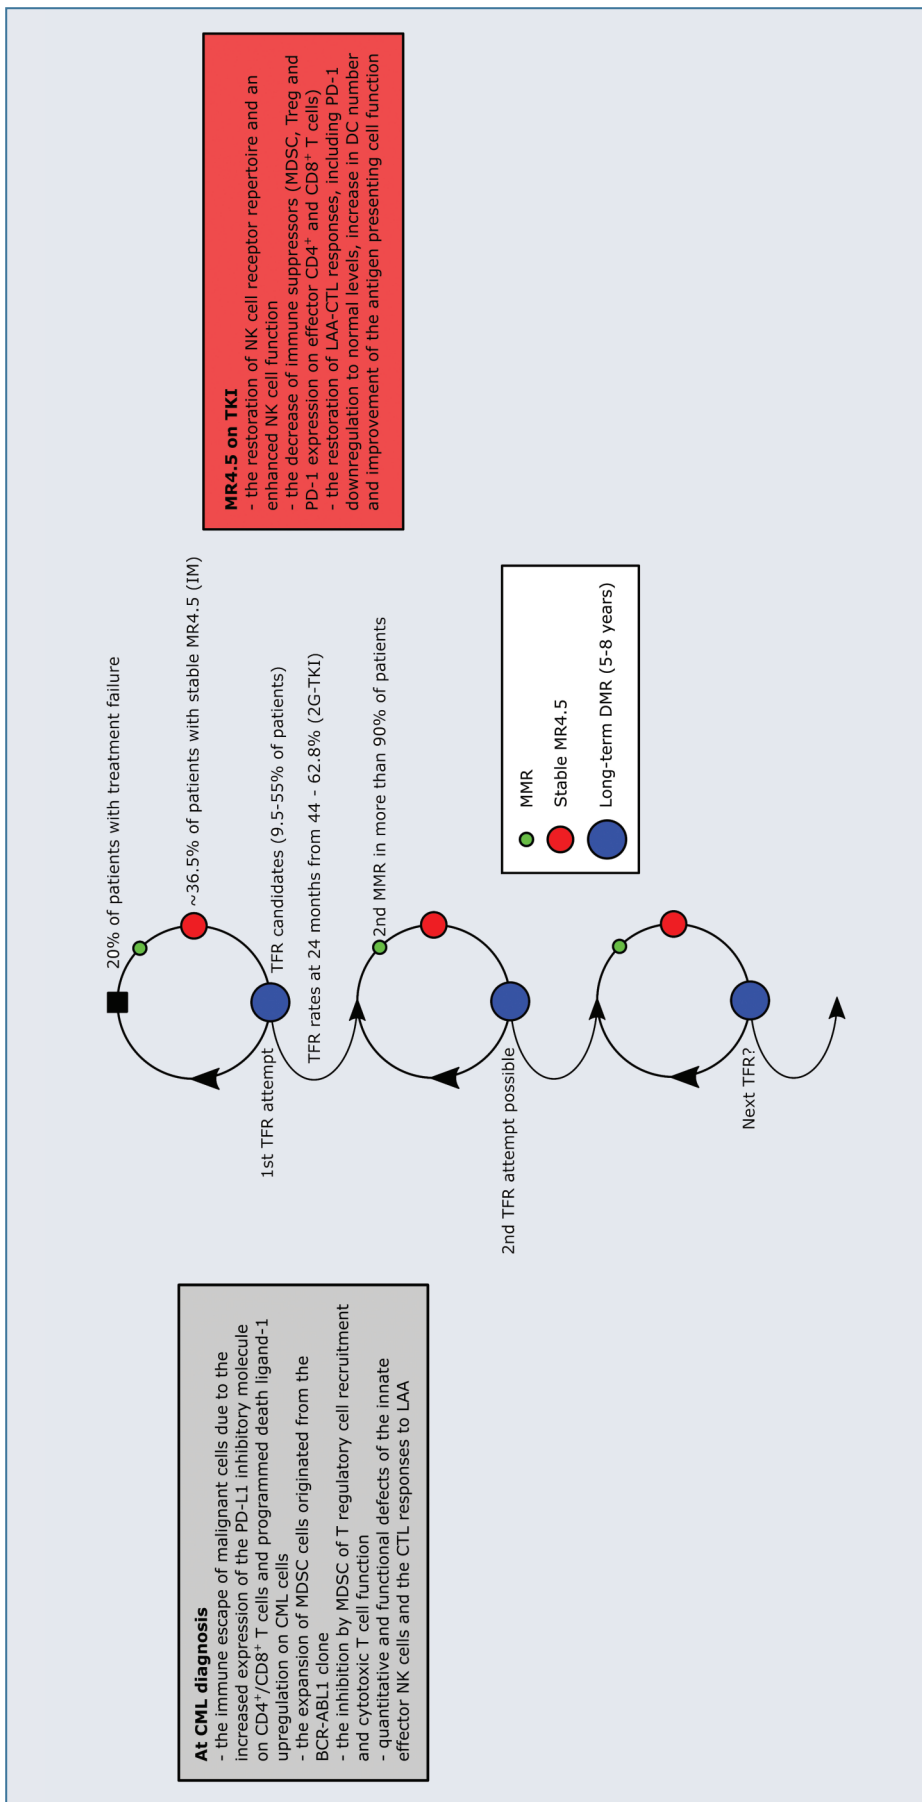 At CML diagnosis
- the immune escape of malignant cells due to the
increased expression of the PD-L1 inhibitory molecule
on CD4⁺/CD8⁺ T cells and programmed death ligand-1
upregulation on CML cells
- the expansion of MDSC cells originated from the
BCR-ABL1 clone
- the inhibition by MDSC of T regulatory cell recruitment
and cytotoxic T cell function
- quantitative and functional defects of the innate
effector NK cells and the CTL responses to LAA
20% of patients with treatment failure
~36.5% of patients with stable MR4.5 (IM)
1st TFR attempt
TFR candidates (9.5-55% of patients)
TFR rates at 24 months from 44 - 62.8% (2G-TKI)
2nd MMR in more than 90% of patients
2nd TFR attempt possible
Next TFR?
MMR
Stable MR4.5
Long-term DMR (5-8 years)
MR4.5 on TKI
- the restoration of NK cell receptor repertoire and an
enhanced NK cell function
- the decrease of immune suppressors (MDSC, Treg and
PD-1 expression on effector CD4⁺ and CD8⁺ T cells)
- the restoration of LAA-CTL responses, including PD-1
downregulation to normal levels, increase in DC number
and improvement of the antigen presenting cell function